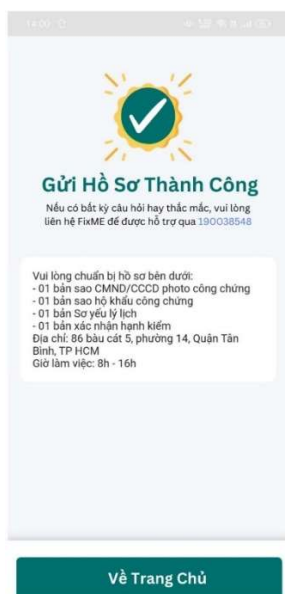 14:00
Gửi Hồ Sơ Thành Công
Nếu có bất kỳ câu hỏi hay thắc mắc, vui lòng
liên hệ FixME để được hỗ trợ qua 190038548
Vui lòng chuẩn bị hồ sơ bên dưới:
- 01 bản sao CMND/CCCD photo công chứng
- 01 bản sao hộ khẩu công chứng
- 01 bản Sơ yếu lý lịch
- 01 bản xác nhận hạnh kiểm
Địa chỉ: 86 bàu cát 5, phường 14, Quận Tân
Bình, TP HCM
Giờ làm việc: 8h - 16h
Về Trang Chủ